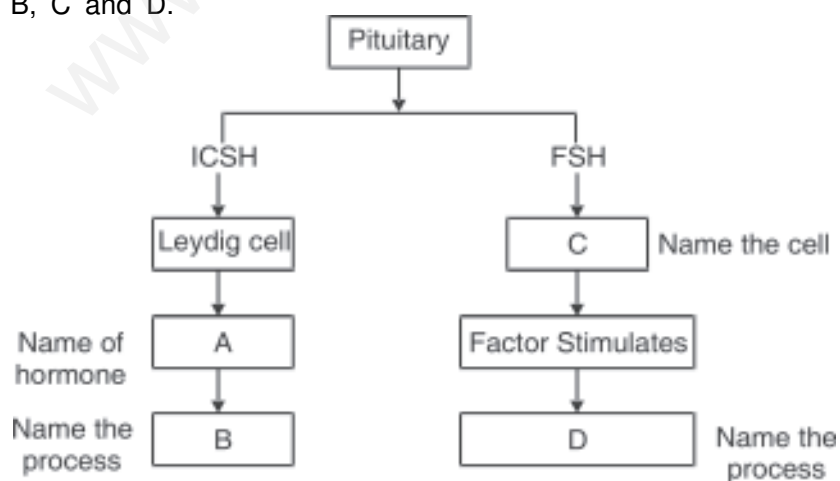 B, C and D.
www
Pituitary
ICSH
FSH
Leydig cell
C
Name the cell
Name of
hormone
A
Factor Stimulates
Name the
process
B
D
Name the
process